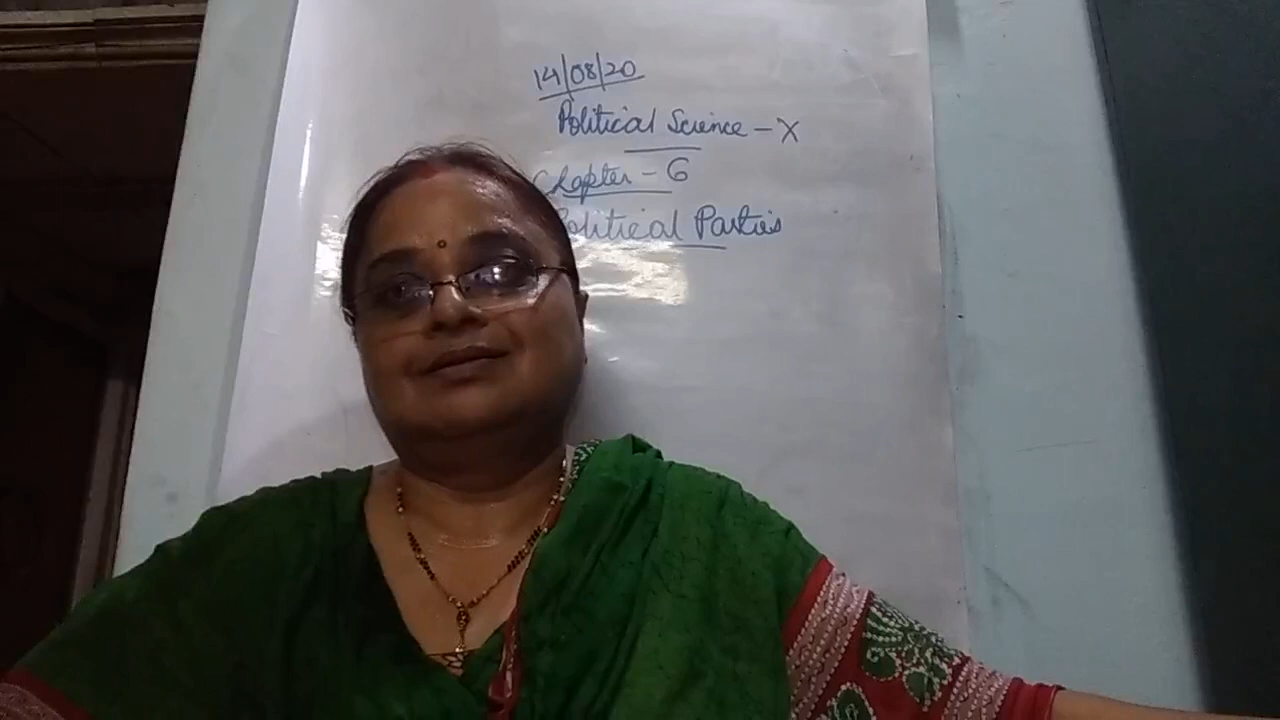 14/08/20
Political Science - X
Chapter - 6
Political Parties